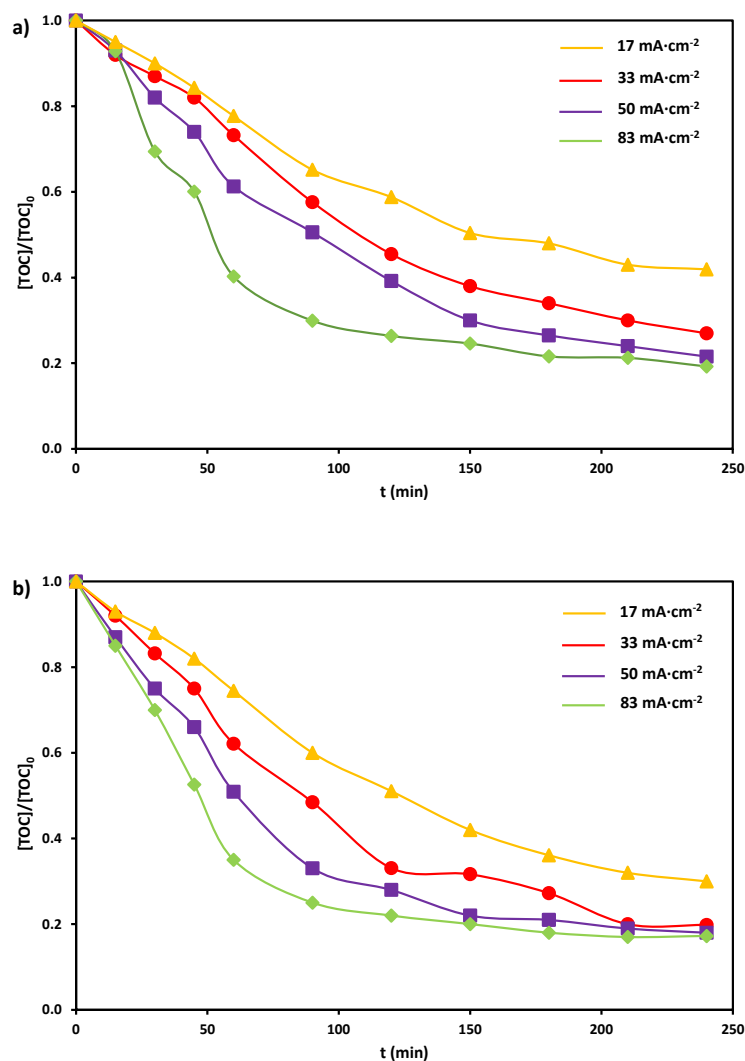 a)
1.0
0.8
0.6
0.4
0.2
0.0
[TOC]/[TOC]₀
17 mA·cm⁻²
33 mA·cm⁻²
50 mA·cm⁻²
83 mA·cm⁻²
0 50 100 150 200 250
t (min)
b)
1.0
0.8
0.6
0.4
0.2
0.0
[TOC]/[TOC]₀
17 mA·cm⁻²
33 mA·cm⁻²
50 mA·cm⁻²
83 mA·cm⁻²
0 50 100 150 200 250
t (min)